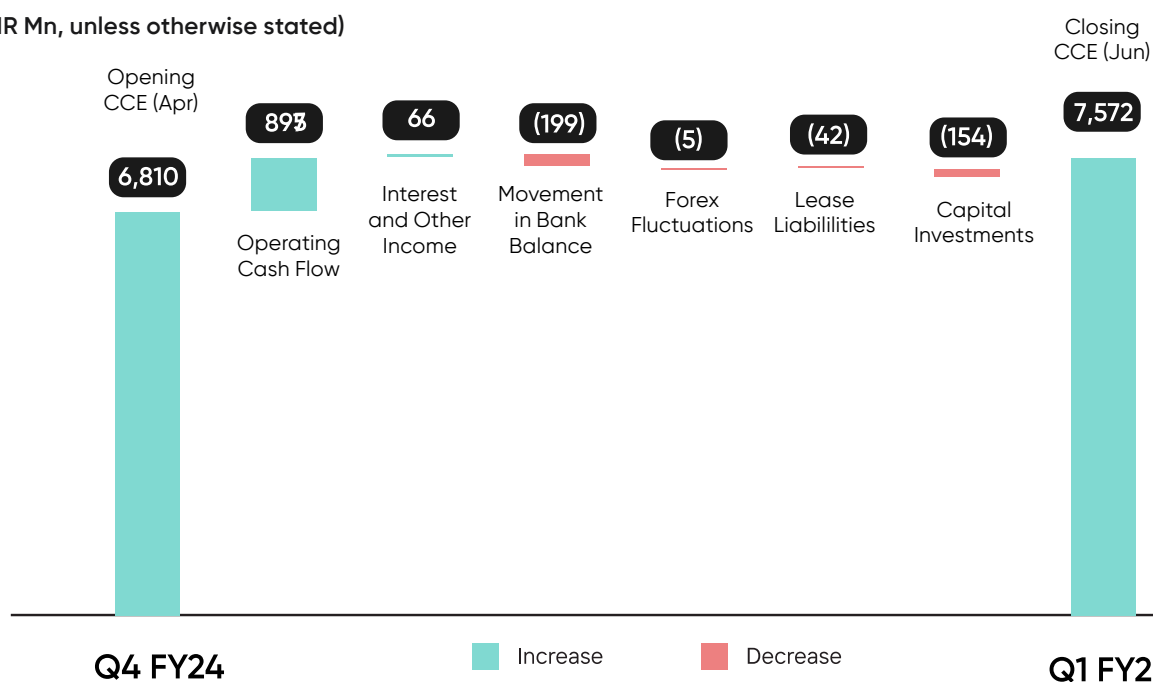 Mn, unless otherwise stated)
Opening
CCE (Apr)
6,810
Operating
Cash Flow
66
Interest
and Other
Income
(199)
Movement
in Bank
Balance
(5)
Forex
Fluctuations
(42)
Lease
Liabililities
(154)
Capital
Investments
Closing
CCE (Jun)
7,572
Q4 FY24
Increase
Decrease
Q1 FY2